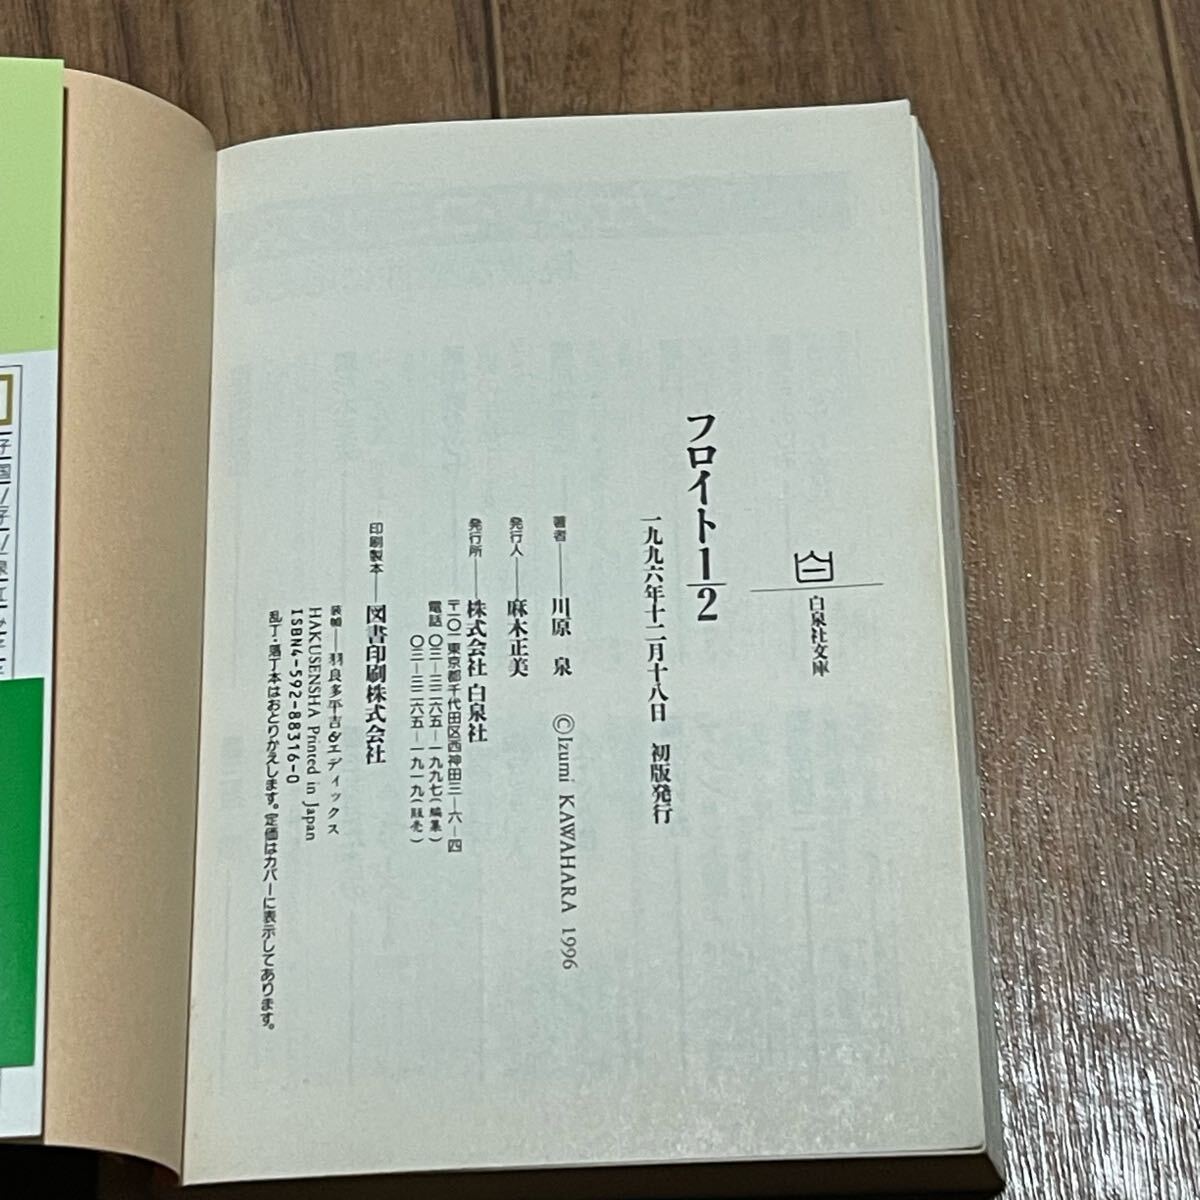 白泉社文庫
フロイト1/2
一九九六年十二月十八日 初版発行
著者――川原 泉 ©Izumi KAWAHARA 1996
発行人――麻木正美
発行所――株式会社 白泉社
〒一〇一東京都千代田区西神田三-六-四
電話 〇三-三二六五-一九九七(編集)
〇三-三二六五-一九一九(販売)
印刷製本――図書印刷株式会社
装幀――羽良多平吉&エディックス
HAKUSENSHA Printed in Japan
ISBN4-592-88316-0
乱丁・落丁本はおとりかえします。定価はカバーに表示してあります。